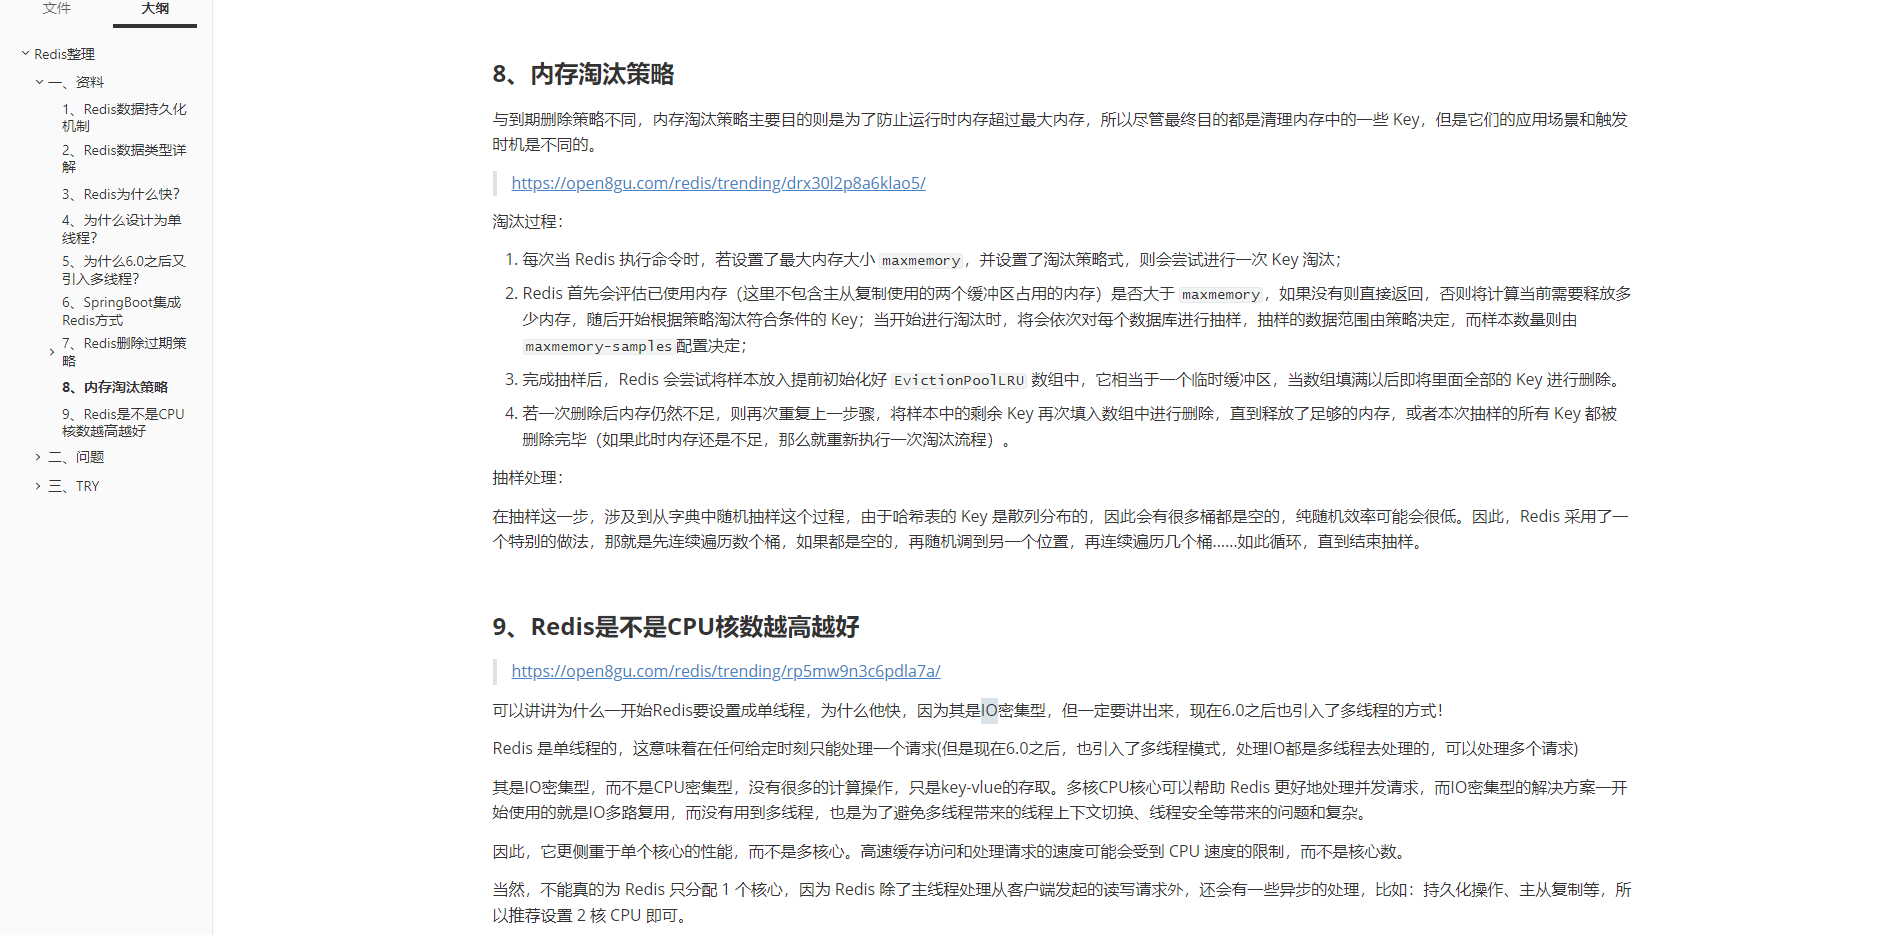 文件 大纲
Redis整理
一、资料
1、Redis数据持久化
机制
2、Redis数据类型详
解
3、Redis为什么快？
4、为什么设计为单
线程？
5、为什么6.0之后又
引入多线程？
6、SpringBoot集成
Redis方式
7、Redis删除过期策
略
8、内存淘汰策略
9、Redis是不是CPU
核数越高越好
二、问题
三、TRY
8、内存淘汰策略
与到期删除策略不同，内存淘汰策略主要目的则是为了防止运行时内存超过最大内存，所以尽管最终目的都是清理内存中的一些 Key，但是它们的应用场景和触发
时机是不同的。
https://open8gu.com/redis/trending/drx30l2p8a6klao5/
淘汰过程：
1. 每次当 Redis 执行命令时，若设置了最大内存大小 maxmemory，并设置了淘汰策略式，则会尝试进行一次 Key 淘汰；
2. Redis 首先会评估已使用内存（这里不包含主从复制使用的两个缓冲区占用的内存）是否大于 maxmemory，如果没有则直接返回，否则将计算当前需要释放多
少内存，随后开始根据策略淘汰符合条件的 Key；当开始进行淘汰时，将会依次对每个数据库进行抽样，抽样的数据范围由策略决定，而样本数量则由
maxmemory-samples配置决定；
3. 完成抽样后，Redis 会尝试将样本放入提前初始化好 EvictionPoolLRU 数组中，它相当于一个临时缓冲区，当数组填满以后即将里面全部的 Key 进行删除。
4. 若一次删除后内存仍然不足，则再次重复上一步骤，将样本中的剩余 Key 再次填入数组中进行删除，直到释放了足够的内存，或者本次抽样的所有 Key 都被
删除完毕（如果此时内存还是不足，那么就重新执行一次淘汰流程）。
抽样处理：
在抽样这一步，涉及到从字典中随机抽样这个过程，由于哈希表的 Key 是散列分布的，因此会有很多桶都是空的，纯随机效率可能会很低。因此，Redis 采用了一
个特别的做法，那就是先连续遍历数个桶，如果都是空的，再随机调到另一个位置，再连续遍历几个桶……如此循环，直到结束抽样。
9、Redis是不是CPU核数越高越好
https://open8gu.com/redis/trending/rp5mw9n3c6pdla7a/
可以讲讲为什么一开始Redis要设置成单线程，为什么他快，因为其是IO密集型，但一定要讲出来，现在6.0之后也引入了多线程的方式！
Redis 是单线程的，这意味着在任何给定时刻只能处理一个请求(但是现在6.0之后，也引入了多线程模式，处理IO都是多线程去处理的，可以处理多个请求)
其是IO密集型，而不是CPU密集型，没有很多的计算操作，只是key-vlue的存取。多核CPU核心可以帮助 Redis 更好地处理并发请求，而IO密集型的解决方案一开
始使用的就是IO多路复用，而没有用到多线程，也是为了避免多线程带来的线程上下文切换、线程安全等带来的问题和复杂。
因此，它更侧重于单个核心的性能，而不是多核心。高速缓存访问和处理请求的速度可能会受到 CPU 速度的限制，而不是核心数。
当然，不能真的为 Redis 只分配 1 个核心，因为 Redis 除了主线程处理从客户端发起的读写请求外，还会有一些异步的处理，比如：持久化操作、主从复制等，所
以推荐设置 2 核 CPU 即可。